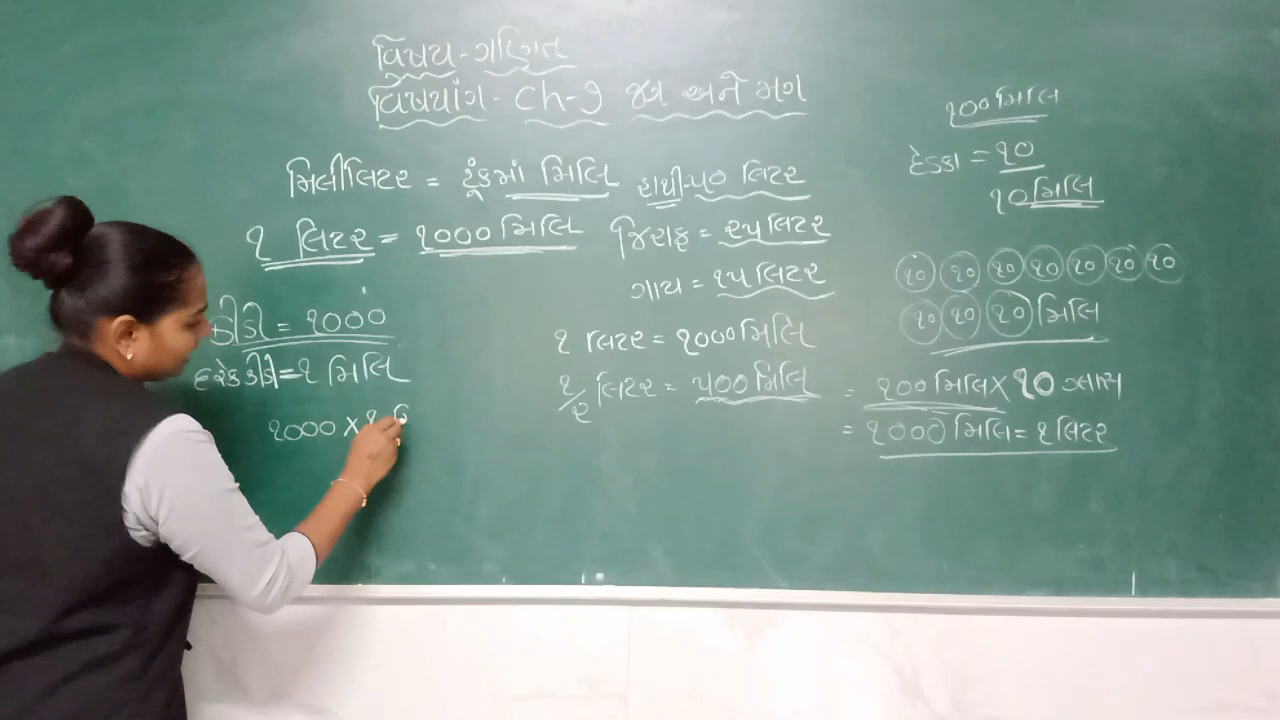 વિષય - ગણિત
વિષયાંગ - Ch-૭ જગ અને મગ
મિલીલિટર = ટૂંકમાં મિલિ
૧ લિટર = ૧૦૦૦ મિલિ
હાથી - ૫૦ લિટર
જિરાફ = ૨૫ લિટર
ગાય = ૧૫ લિટર
૧ લિટર = ૧૦૦૦ મિલિ
૧/૨ લિટર = ૫૦૦ મિલિ
કીડી = ૧૦૦૦
દરેક કીડી = ૧ મિલિ
૧૦૦૦ × ૧ મિ
૧૦૦ મિલિ
દેડકા = ૧૦
૧૦ મિલિ
૧૦ ૧૦ ૧૦ ૧૦ ૧૦ ૧૦ ૧૦
૧૦ ૧૦ ૧૦ મિલિ
= ૧૦૦ મિલિ × ૧૦ ગ્લાસ
= ૧૦૦૦ મિલિ = ૧ લિટર